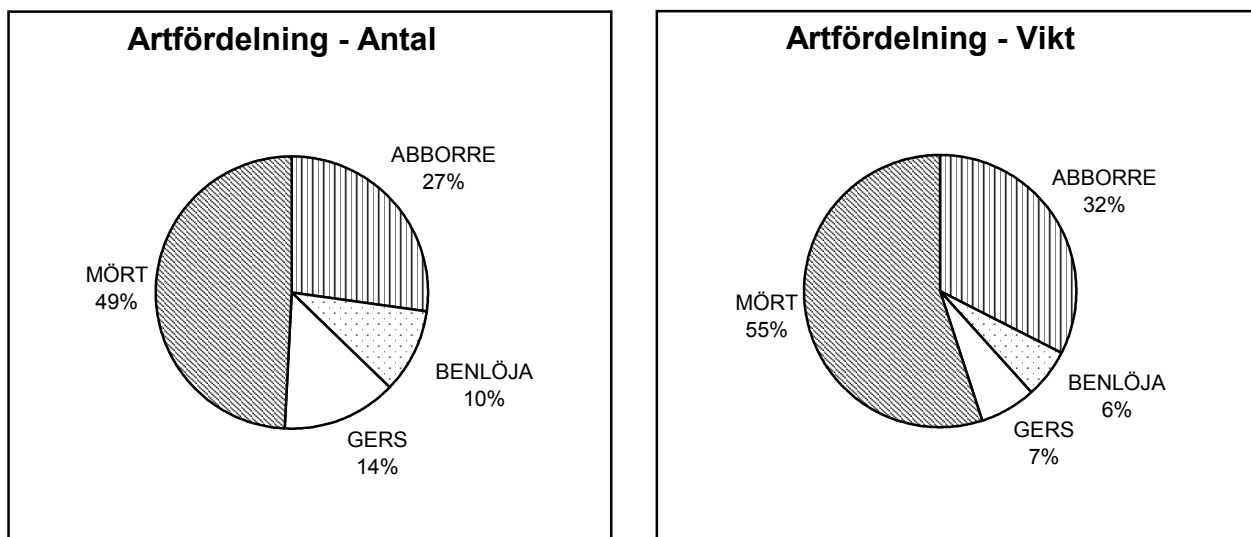 Artfördelning - Antal
ABBORRE
27%
MÖRT
49%
BENLÖJA
10%
GERS
14%
Artfördelning - Vikt
ABBORRE
32%
MÖRT
55%
BENLÖJA
6%
GERS
7%